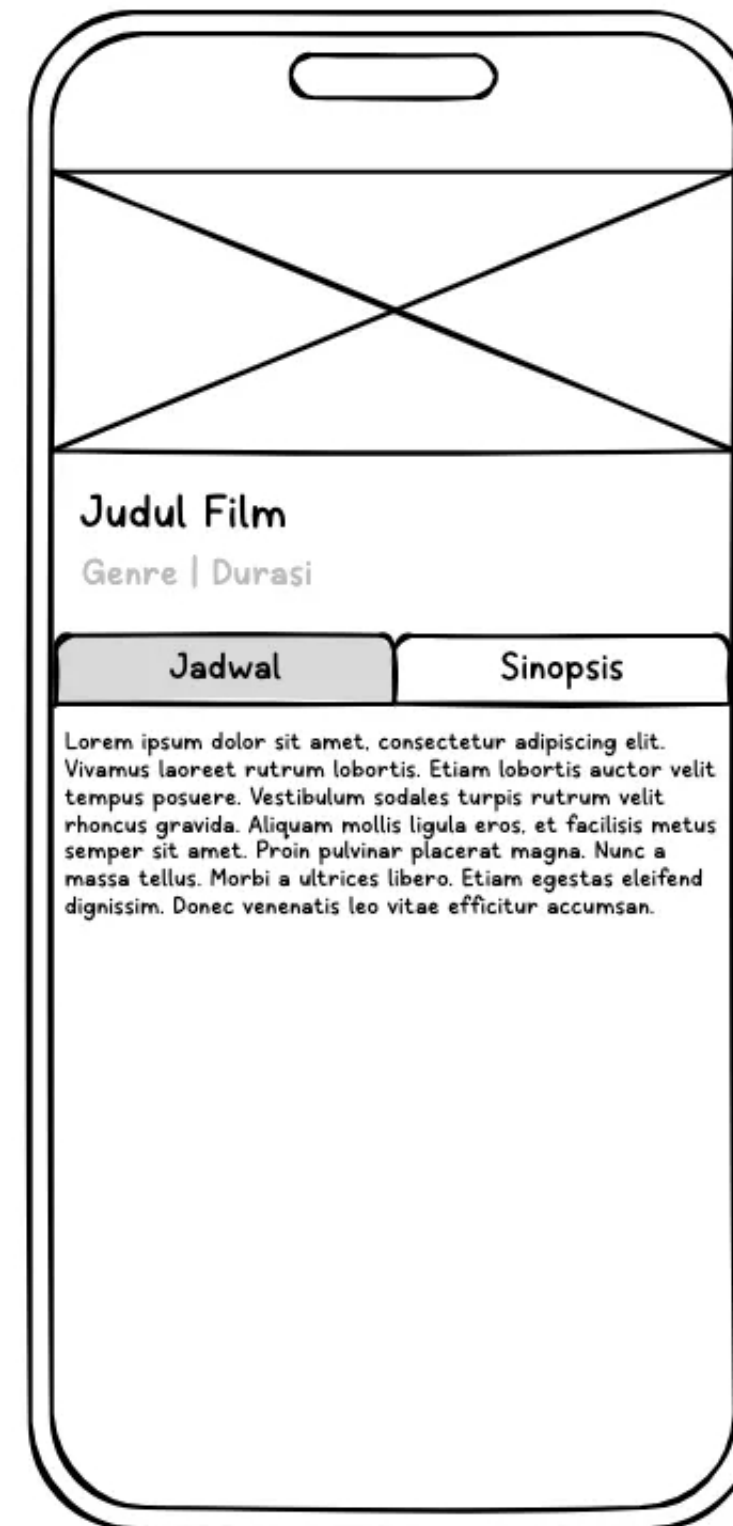 Judul Film
Genre | Durasi
Jadwal
Sinopsis
Lorem ipsum dolor sit amet, consectetur adipiscing elit.
Vivamus laoreet rutrum lobortis. Etiam lobortis auctor velit
tempus posuere. Vestibulum sodales turpis rutrum velit
rhoncus gravida. Aliquam mollis ligula eros, et facilisis metus
semper sit amet. Proin pulvinar placerat magna. Nunc a
massa tellus. Morbi a ultrices libero. Etiam egestas eleifend
dignissim. Donec venenatis leo vitae efficitur accumsan.